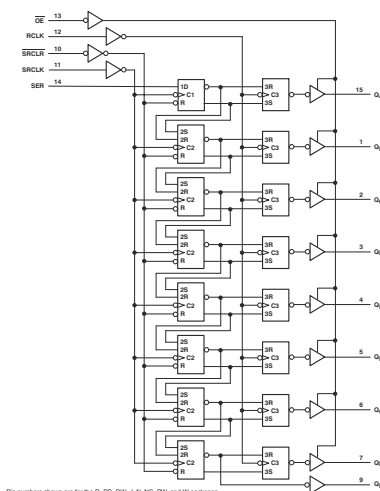 OE 13
RCLK 12
SRCLR 10
SRCLK 11
SER 14
1D
C1
R
3R
C3
3S
15 Q
2S
2R
C2
R
3R
C3
3S
1 Q
2S
2R
C2
R
3R
C3
3S
2 Q
2S
2R
C2
R
3R
C3
3S
3 Q
2S
2R
C2
R
3R
C3
3S
4 Q
2S
2R
C2
R
3R
C3
3S
5 Q
2S
2R
C2
R
3R
C3
3S
6 Q
2S
2R
C2
R
3R
C3
3S
7 Q
9 Q